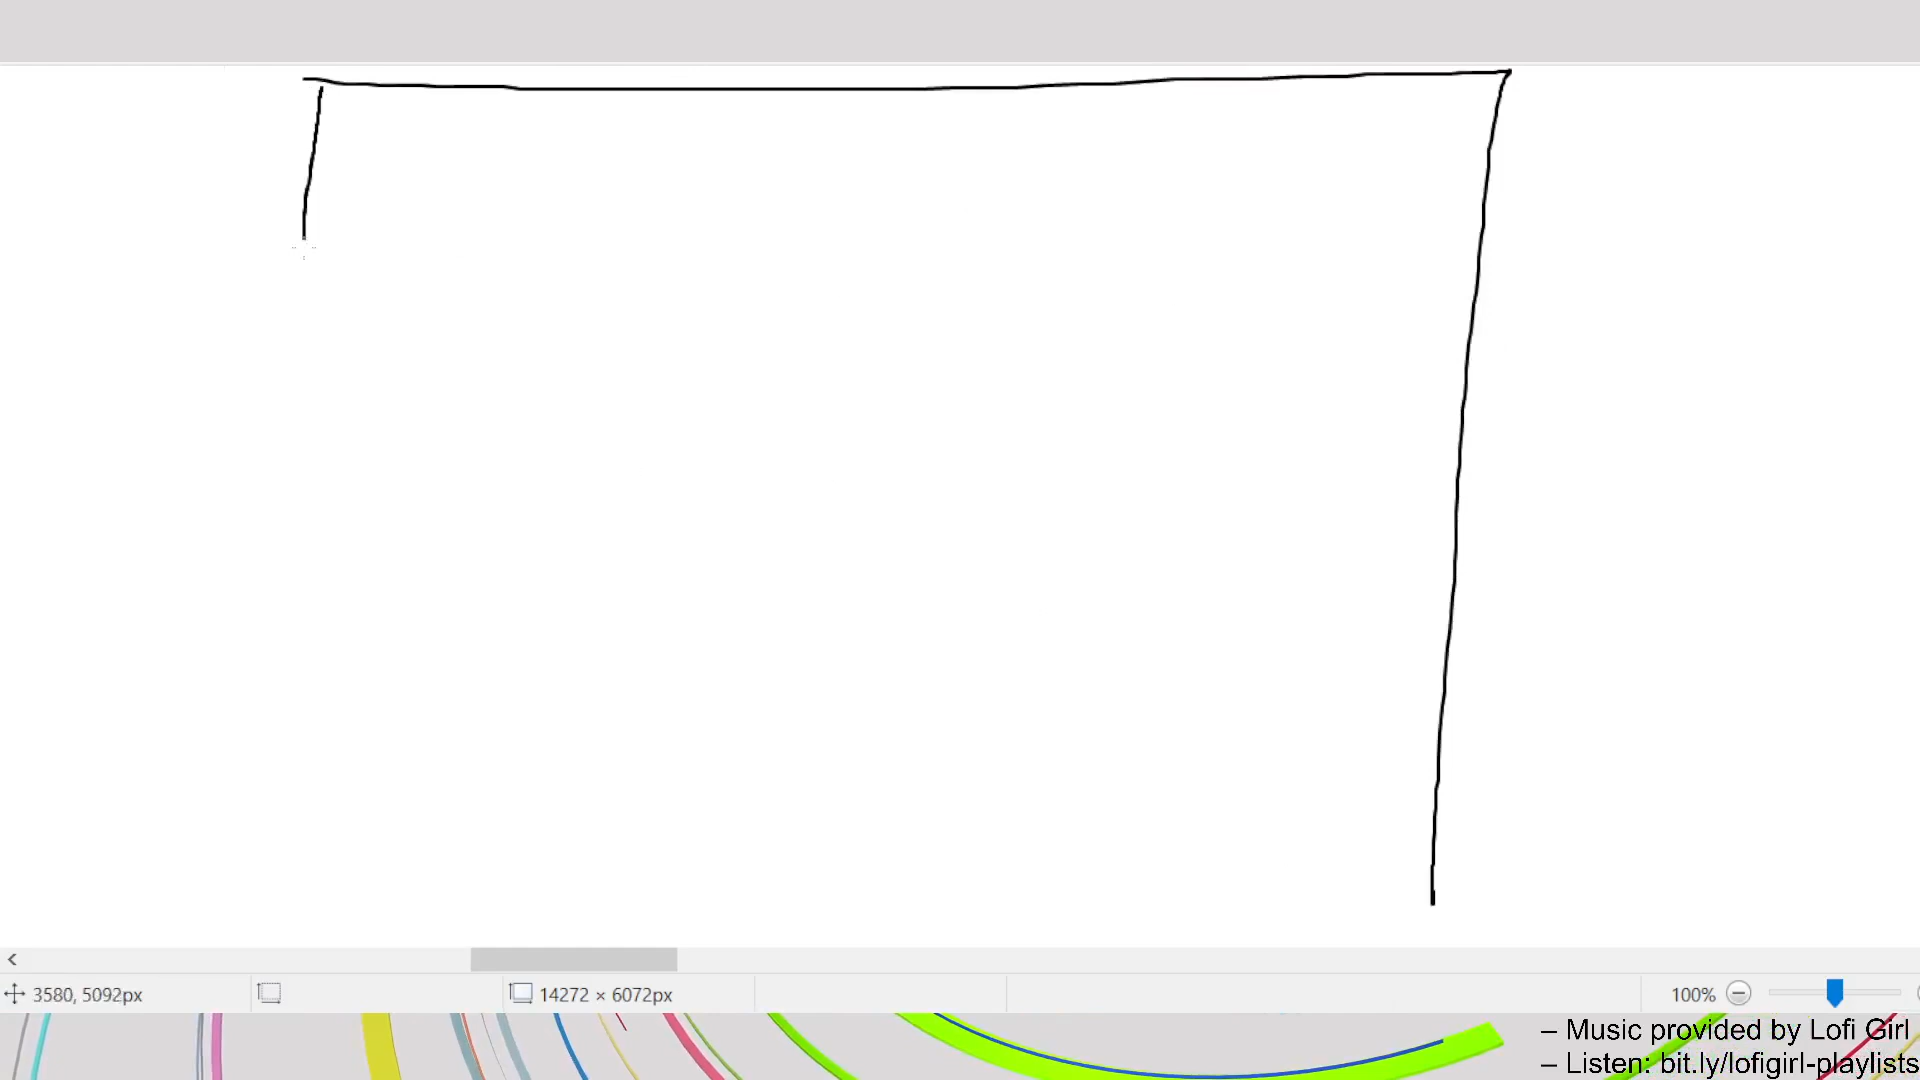 3580, 5092px
14272 × 6072px
100%
– Music provided by Lofi Girl
– Listen: bit.ly/lofigirl-playlists